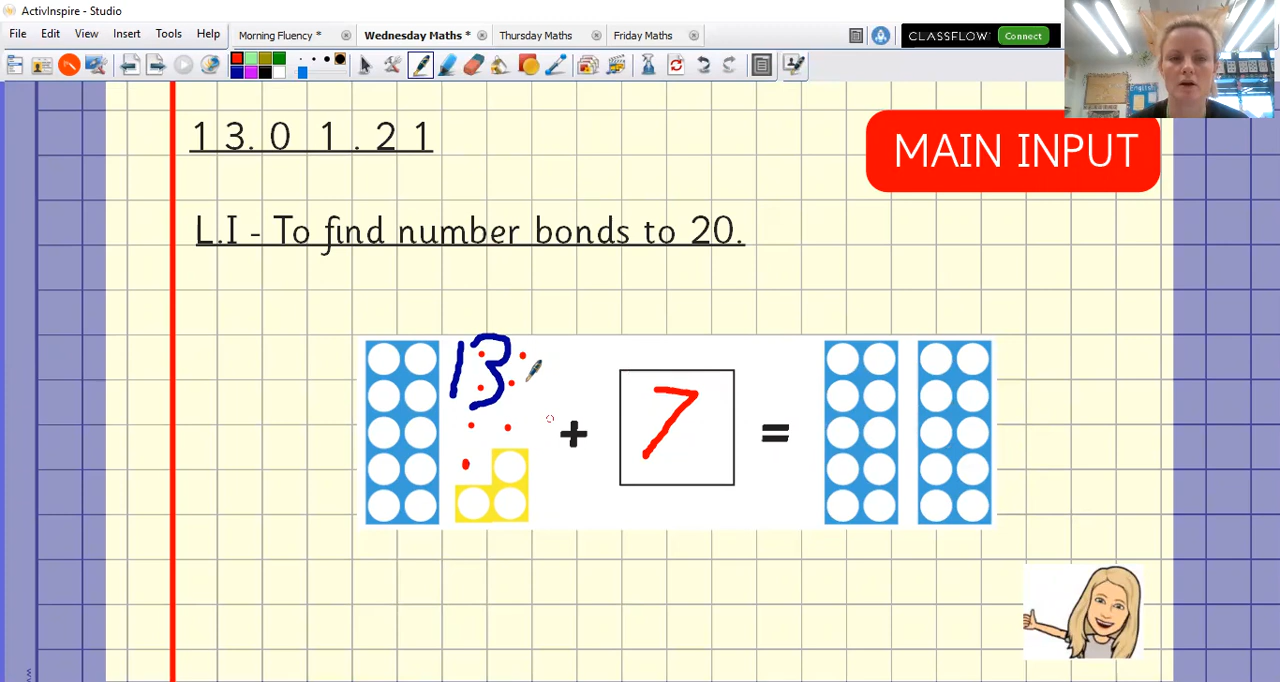 ActivInspire - Studio
File Edit View Insert Tools Help
Morning Fluency * Wednesday Maths * Thursday Maths Friday Maths
CLASSFLOW Connect
English
13.01.21
MAIN INPUT
L.I - To find number bonds to 20.
13 + 7 =